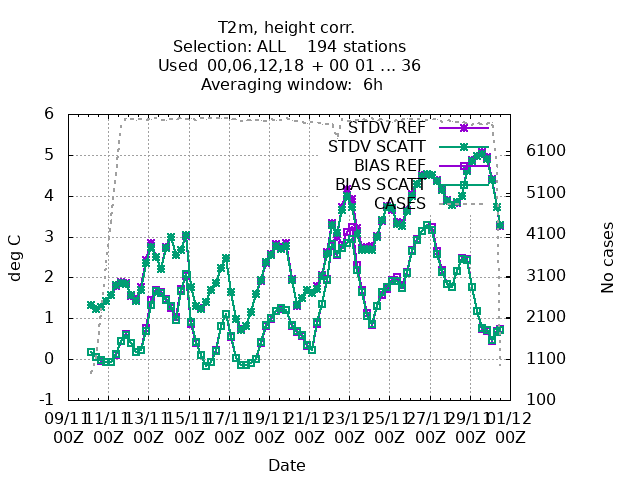 T2m, height corr.
Selection: ALL    194 stations
Used  00,06,12,18 + 00 01 ... 36
Averaging window:  6h
6
5
4
3
2
1
0
-1
deg C
6100
5100
4100
3100
2100
1100
100
No cases
STDV REF
STDV SCATT
BIAS REF
BIAS SCATT
CASES
09/11 11/11 13/11 15/11 17/11 19/11 21/11 23/11 25/11 27/11 29/11 01/12
00Z 00Z 00Z 00Z 00Z 00Z 00Z 00Z 00Z 00Z 00Z 00Z
Date